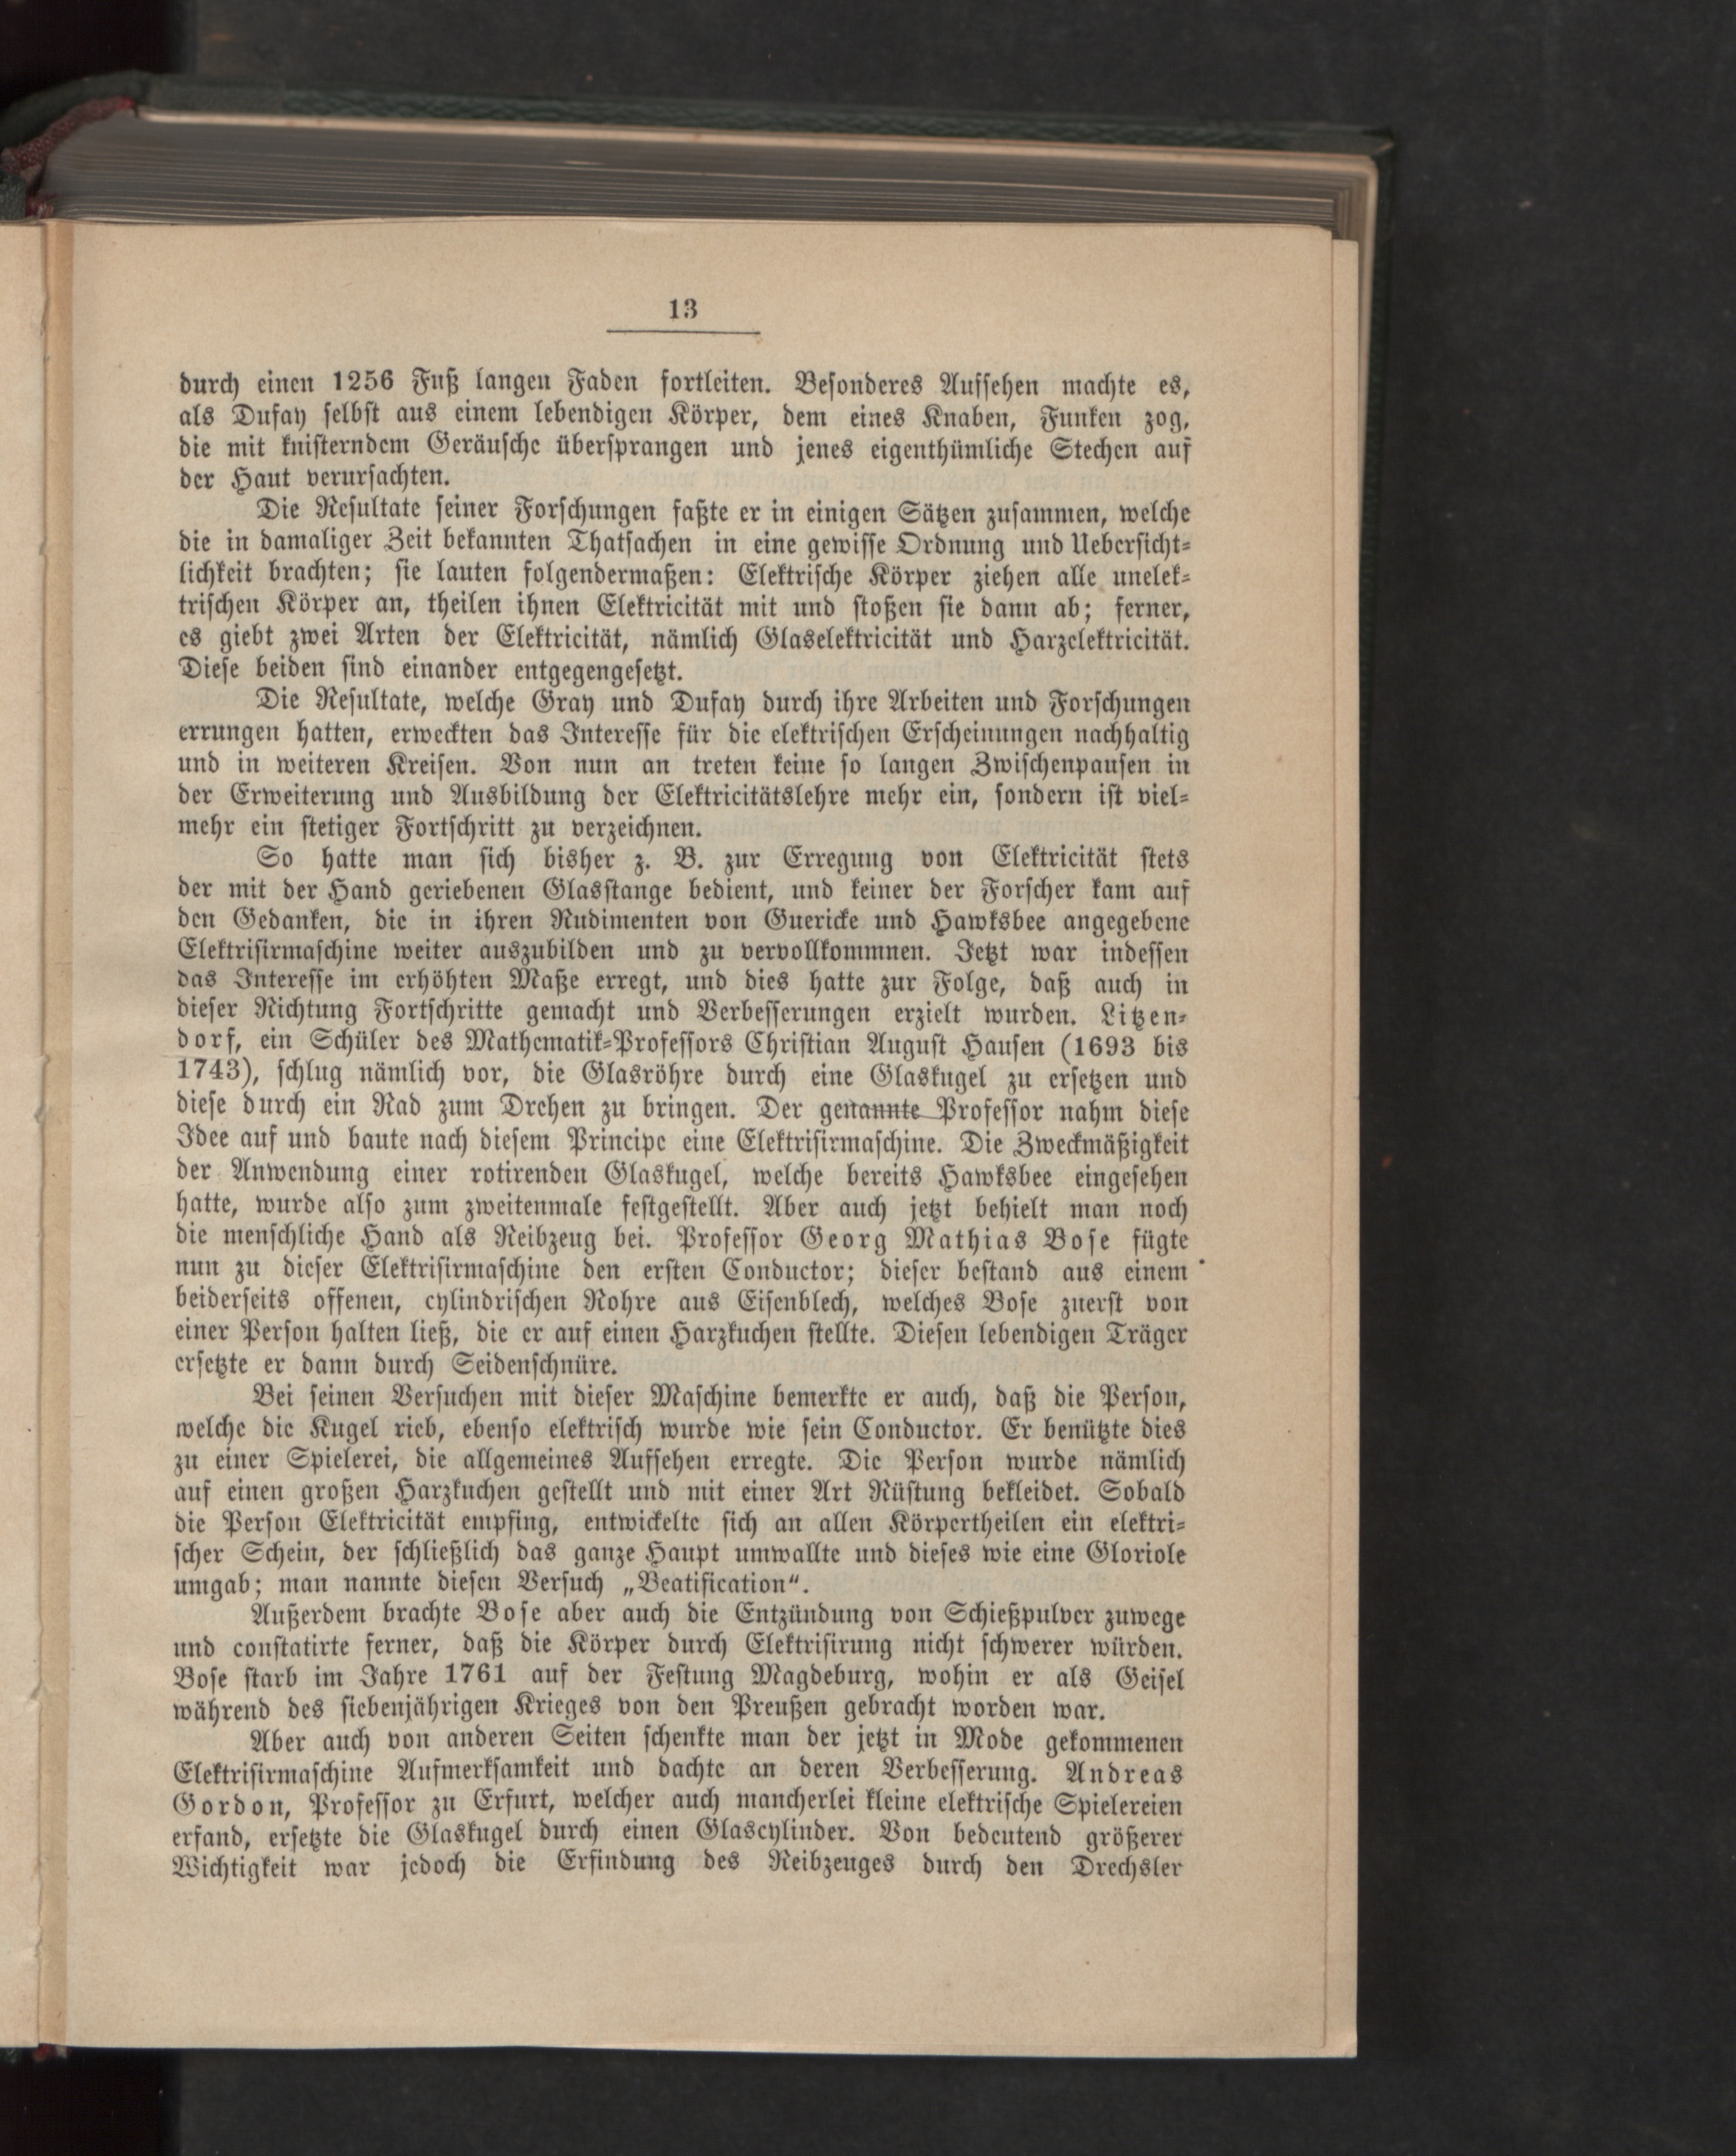 13
durch einen 1256 Fuß langen Faden fortleiten. Besonderes Aufsehen machte es,
als Dufay selbst aus einem lebendigen Körper, dem eines Knaben, Funken zog,
die mit knisterndem Geräusche übersprangen und jenes eigenthümliche Stechen auf
der Haut verursachten.
Die Resultate seiner Forschungen faßte er in einigen Sätzen zusammen, welche
die in damaliger Zeit bekannten Thatsachen in eine gewisse Ordnung und Uebersicht-
lichkeit brachten; sie lauten folgendermaßen: Elektrische Körper ziehen alle unelek-
trischen Körper an, theilen ihnen Elektricität mit und stoßen sie dann ab; ferner,
es giebt zwei Arten der Elektricität, nämlich Glaselektricität und Harzelektricität.
Diese beiden sind einander entgegengesetzt.
Die Resultate, welche Gray und Dufay durch ihre Arbeiten und Forschungen
errungen hatten, erweckten das Interesse für die elektrischen Erscheinungen nachhaltig
und in weiteren Kreisen. Von nun an treten keine so langen Zwischenpausen in
der Erweiterung und Ausbildung der Elektricitätslehre mehr ein, sondern ist viel-
mehr ein stetiger Fortschritt zu verzeichnen.
So hatte man sich bisher z. B. zur Erregung von Elektricität stets
der mit der Hand geriebenen Glasstange bedient, und keiner der Forscher kam auf
den Gedanken, die in ihren Rudimenten von Guericke und Hawksbee angegebene
Elektrisirmaschine weiter auszubilden und zu vervollkommnen. Jetzt war indessen
das Interesse im erhöhten Maße erregt, und dies hatte zur Folge, daß auch in
dieser Richtung Fortschritte gemacht und Verbesserungen erzielt wurden. Litzen-
dorf, ein Schüler des Mathematik-Professors Christian August Hausen (1693 bis
1743), schlug nämlich vor, die Glasröhre durch eine Glaskugel zu ersetzen und
diese durch ein Rad zum Drehen zu bringen. Der genannte Professor nahm diese
Idee auf und baute nach diesem Principe eine Elektrisirmaschine. Die Zweckmäßigkeit
der Anwendung einer rotirenden Glaskugel, welche bereits Hawksbee eingesehen
hatte, wurde also zum zweitenmale festgestellt. Aber auch jetzt behielt man noch
die menschliche Hand als Reibzeug bei. Professor Georg Mathias Bose fügte
nun zu dieser Elektrisirmaschine den ersten Conductor; dieser bestand aus einem
beiderseits offenen, cylindrischen Rohre aus Eisenblech, welches Bose zuerst von
einer Person halten ließ, die er auf einen Harzkuchen stellte. Diesen lebendigen Träger
ersetzte er dann durch Seidenschnüre.
Bei seinen Versuchen mit dieser Maschine bemerkte er auch, daß die Person,
welche die Kugel rieb, ebenso elektrisch wurde wie sein Conductor. Er benützte dies
zu einer Spielerei, die allgemeines Aufsehen erregte. Die Person wurde nämlich
auf einen großen Harzkuchen gestellt und mit einer Art Rüstung bekleidet. Sobald
die Person Elektricität empfing, entwickelte sich an allen Körpertheilen ein elektri-
scher Schein, der schließlich das ganze Haupt umwallte und dieses wie eine Gloriole
umgab; man nannte diesen Versuch „Beatification“.
Außerdem brachte Bose aber auch die Entzündung von Schießpulver zuwege
und constatirte ferner, daß die Körper durch Elektrisirung nicht schwerer würden.
Bose starb im Jahre 1761 auf der Festung Magdeburg, wohin er als Geisel
während des siebenjährigen Krieges von den Preußen gebracht worden war.
Aber auch von anderen Seiten schenkte man der jetzt in Mode gekommenen
Elektrisirmaschine Aufmerksamkeit und dachte an deren Verbesserung. Andreas
Gordon, Professor zu Erfurt, welcher auch mancherlei kleine elektrische Spielereien
erfand, ersetzte die Glaskugel durch einen Glascylinder. Von bedeutend größerer
Wichtigkeit war jedoch die Erfindung des Reibzeuges durch den Drechsler